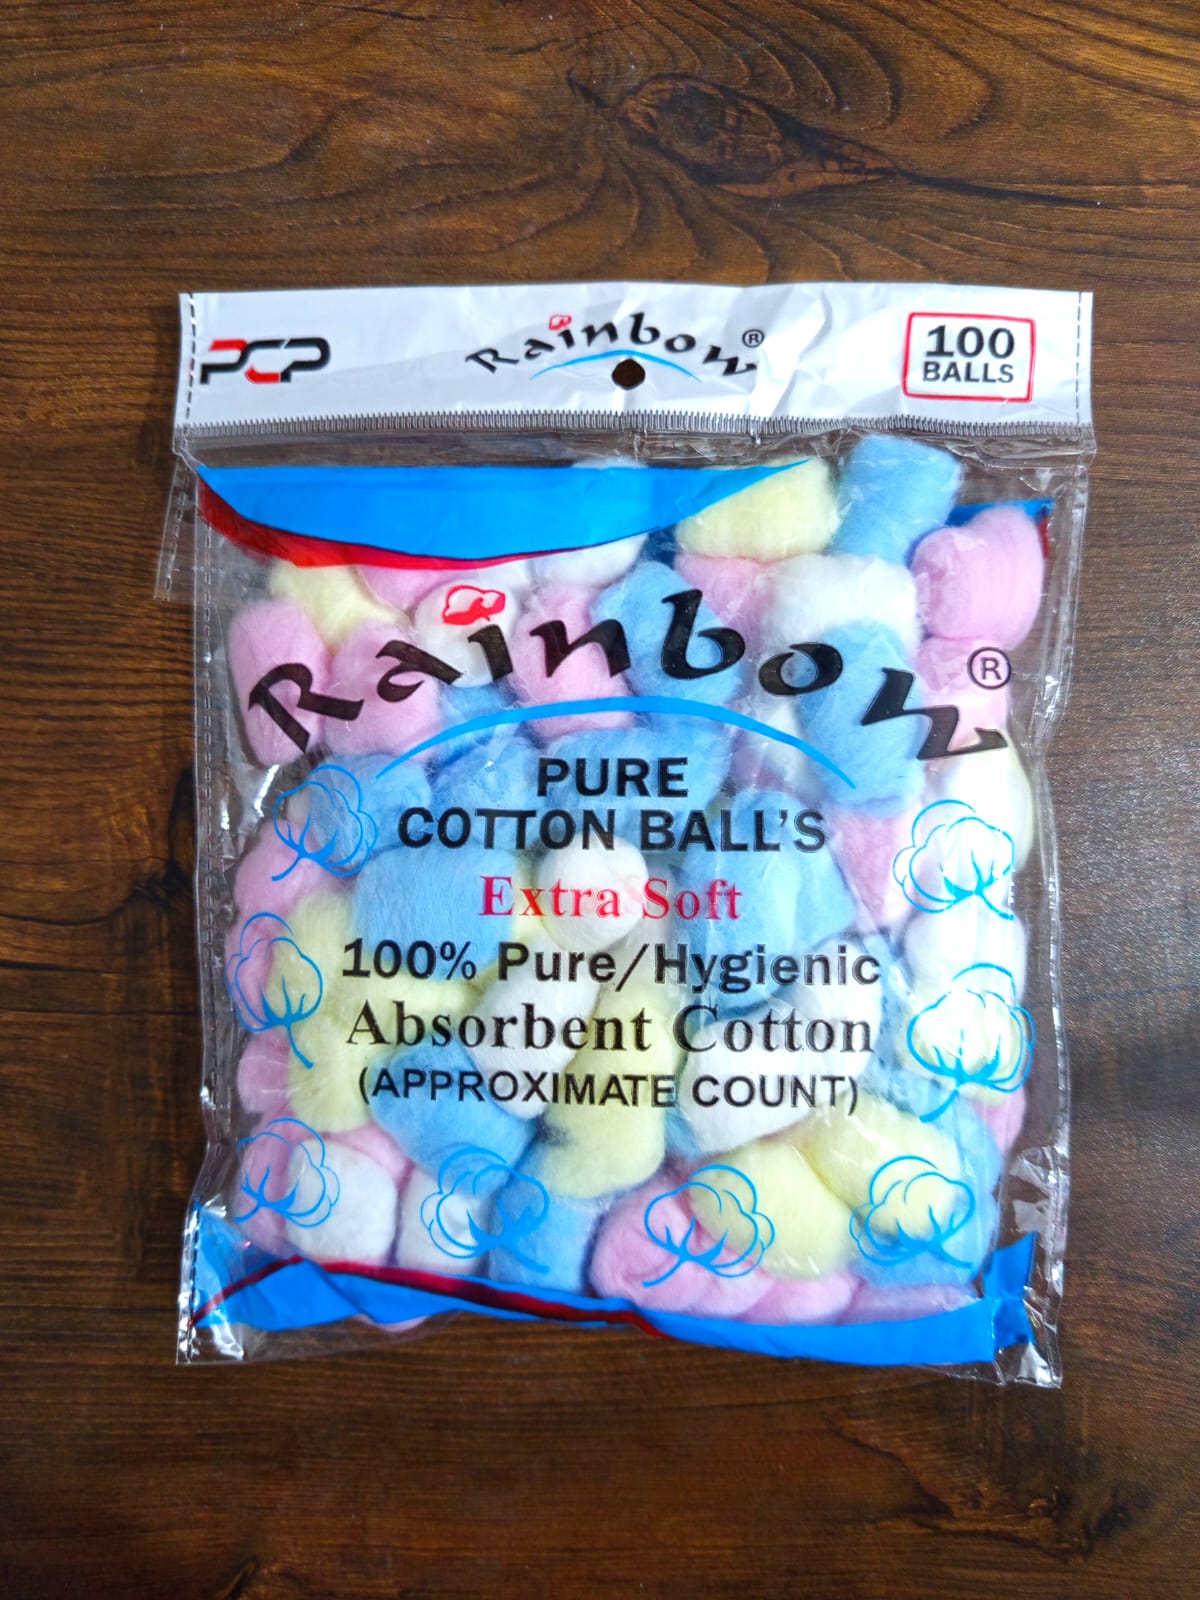 PCP
Rainbow®
100
BALLS
Rainbow®
PURE
COTTON BALL'S
Extra Soft
100% Pure/Hygienic
Absorbent Cotton
(APPROXIMATE COUNT)